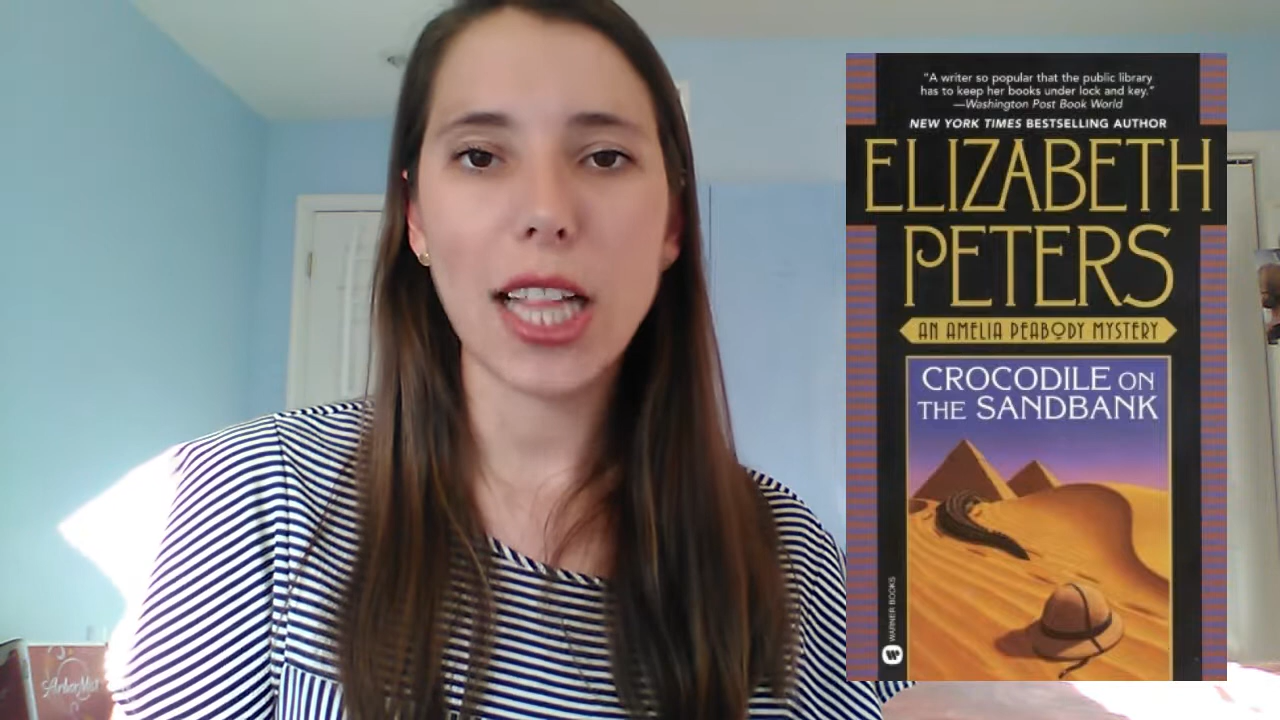 "A writer so popular that the public library
has to keep her books under lock and key."
—Washington Post Book World
NEW YORK TIMES BESTSELLING AUTHOR
ELIZABETH
PETERS
AN AMELIA PEABODY MYSTERY
CROCODILE ON
THE SANDBANK
WARNER BOOKS
W
ArborMist